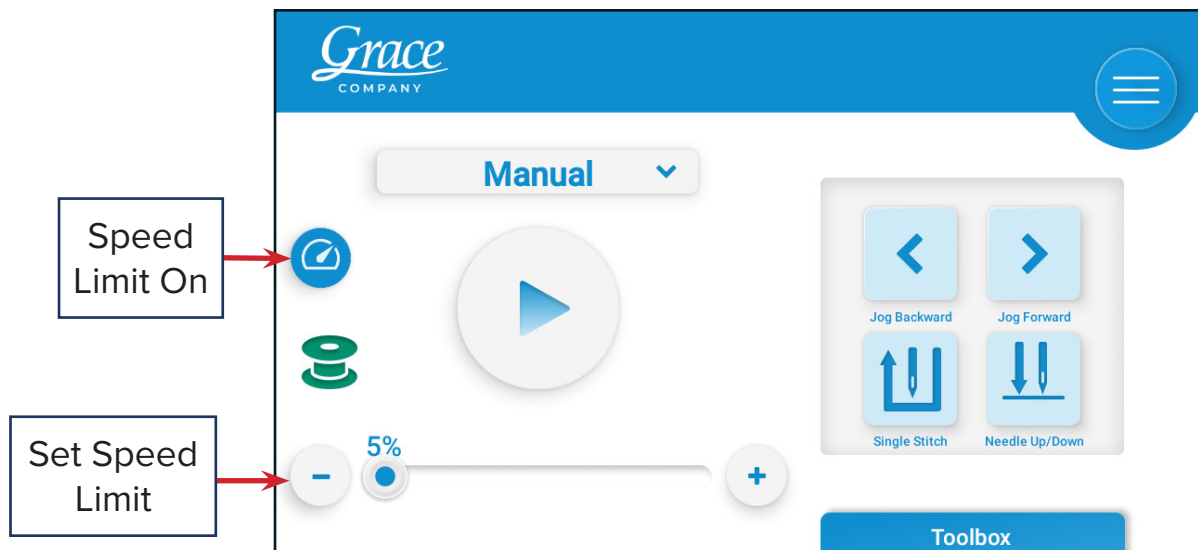 Grace
COMPANY
Manual
Speed
Limit On
Jog Backward
Jog Forward
Single Stitch
Needle Up/Down
5%
Set Speed
Limit
Toolbox